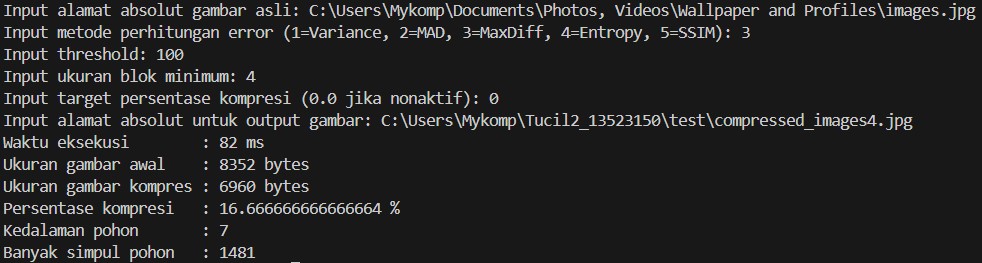 Input alamat absolut gambar asli: C:\Users\Mykomp\Documents\Photos, Videos\Wallpaper and Profiles\images.jpg
Input metode perhitungan error (1=Variance, 2=MAD, 3=MaxDiff, 4=Entropy, 5=SSIM): 3
Input threshold: 100
Input ukuran blok minimum: 4
Input target persentase kompresi (0.0 jika nonaktif): 0
Input alamat absolut untuk output gambar: C:\Users\Mykomp\Tucil2_13523150\test\compressed_images4.jpg
Waktu eksekusi        : 82 ms
Ukuran gambar awal    : 8352 bytes
Ukuran gambar kompres : 6960 bytes
Persentase kompresi   : 16.666666666666664 %
Kedalaman pohon       : 7
Banyak simpul pohon   : 1481